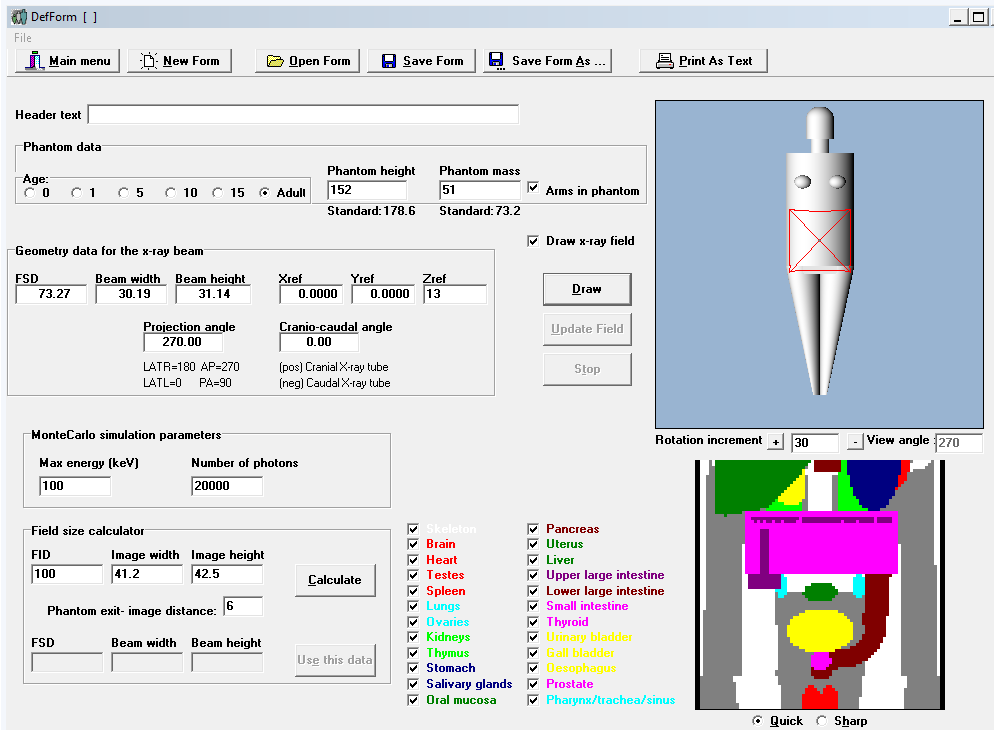 DefForm [ ]
File
Main menu New Form Open Form Save Form Save Form As ... Print As Text
Header text
Phantom data
Age:
0 1 5 10 15 Adult
Phantom height Phantom mass
152 51 Arms in phantom
Standard: 178.6 Standard: 73.2
Geometry data for the x-ray beam
Draw x-ray field
FSD Beam width Beam height Xref Yref Zref
73.27 30.19 31.14 0.0000 0.0000 13
Draw
Projection angle Cranio-caudal angle
270.00 0.00
Update Field
LATR=180 AP=270 (pos) Cranial X-ray tube
LATL=0 PA=90 (neg) Caudal X-ray tube
Stop
MonteCarlo simulation parameters
Max energy (keV) Number of photons
100 20000
Rotation increment + 30 - View angle : 270
Field size calculator
FID Image width Image height
100 41.2 42.5
Calculate
Phantom exit- image distance: 6
FSD Beam width Beam height
Use this data
Skeleton Pancreas
Brain Uterus
Heart Liver
Testes Upper large intestine
Spleen Lower large intestine
Lungs Small intestine
Ovaries Thyroid
Kidneys Urinary bladder
Thymus Gall bladder
Stomach Oesophagus
Salivary glands Prostate
Oral mucosa Pharynx/trachea/sinus
Quick Sharp